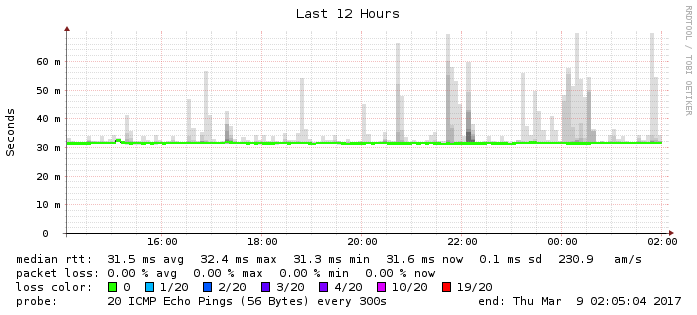 Last 12 Hours
RRDTOOL / TOBI OETIKER
Seconds
60 m
50 m
40 m
30 m
20 m
10 m
0
16:00 18:00 20:00 22:00 00:00 02:00
median rtt: 31.5 ms avg 32.4 ms max 31.3 ms min 31.6 ms now 0.1 ms sd 230.9 am/s
packet loss: 0.00 % avg 0.00 % max 0.00 % min 0.00 % now
loss color: 0 1/20 2/20 3/20 4/20 10/20 19/20
probe: 20 ICMP Echo Pings (56 Bytes) every 300s end: Thu Mar 9 02:05:04 2017